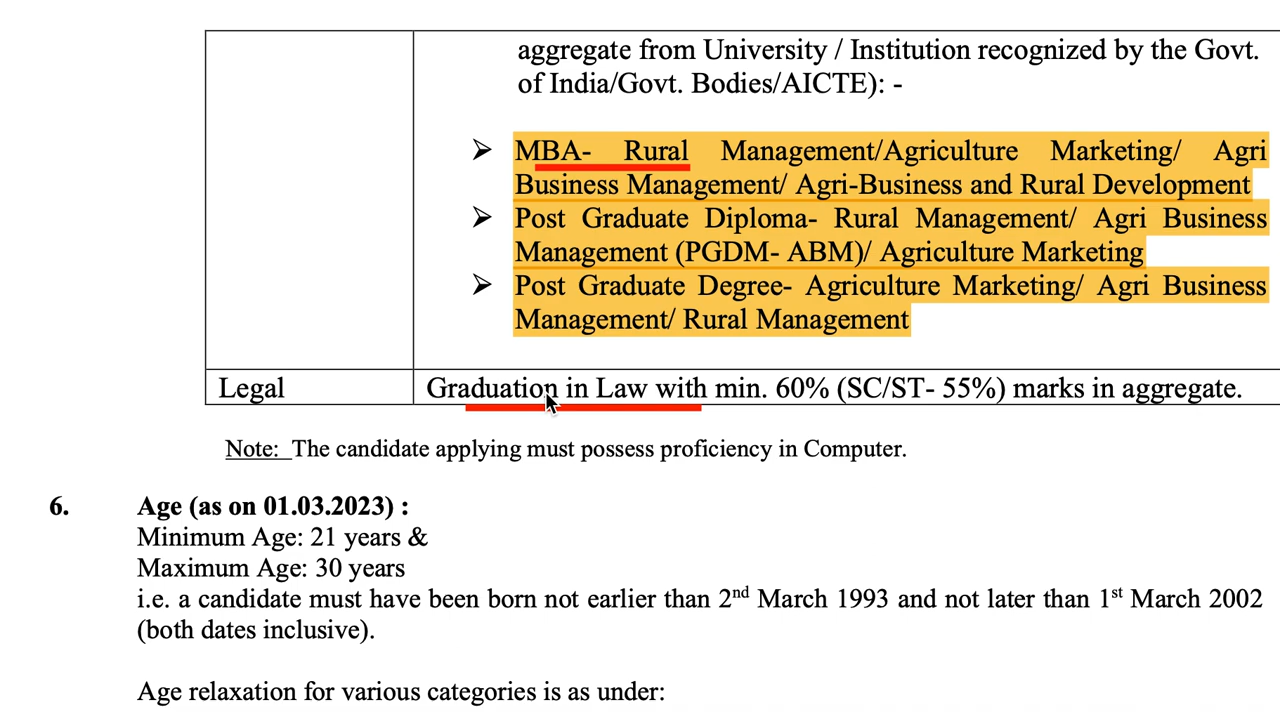 aggregate from University / Institution recognized by the Govt.
of India/Govt. Bodies/AICTE): -
➢ MBA- Rural Management/Agriculture Marketing/ Agri
Business Management/ Agri-Business and Rural Development
➢ Post Graduate Diploma- Rural Management/ Agri Business
Management (PGDM- ABM)/ Agriculture Marketing
➢ Post Graduate Degree- Agriculture Marketing/ Agri Business
Management/ Rural Management
Legal Graduation in Law with min. 60% (SC/ST- 55%) marks in aggregate.
Note: The candidate applying must possess proficiency in Computer.
6. Age (as on 01.03.2023) :
Minimum Age: 21 years &
Maximum Age: 30 years
i.e. a candidate must have been born not earlier than 2nd March 1993 and not later than 1st March 2002
(both dates inclusive).
Age relaxation for various categories is as under: